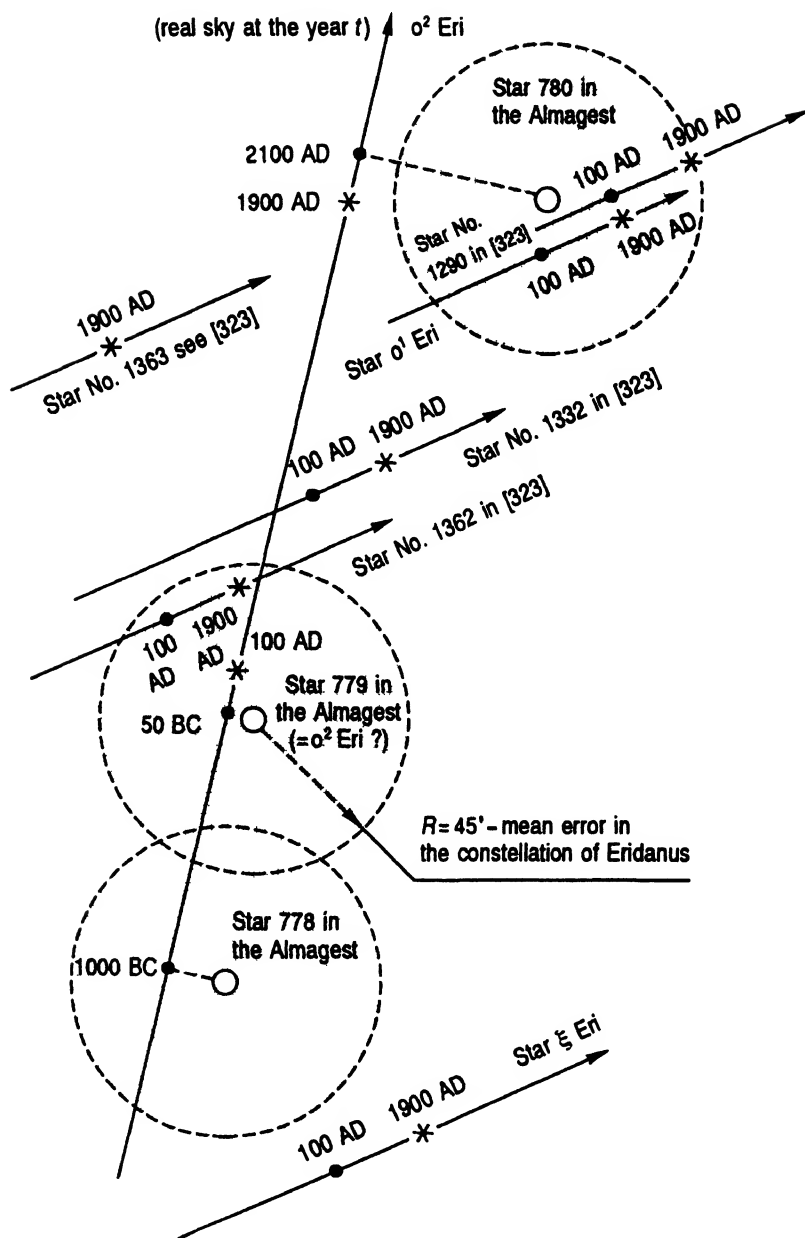 (real sky at the year t)
o² Eri
Star 780 in
the Almagest
2100 AD
1900 AD
100 AD
1900 AD
Star No.
1290 in [323]
100 AD
1900 AD
Star o¹ Eri
1900 AD
Star No. 1363 see [323]
100 AD
1900 AD
Star No. 1332 in [323]
Star No. 1362 in [323]
100
AD
1900
AD
100 AD
50 BC
Star 779 in
the Almagest
(=o² Eri ?)
R=45'-mean error in
the constellation of Eridanus
Star 778 in
the Almagest
1000 BC
Star ξ Eri
100 AD
1900 AD